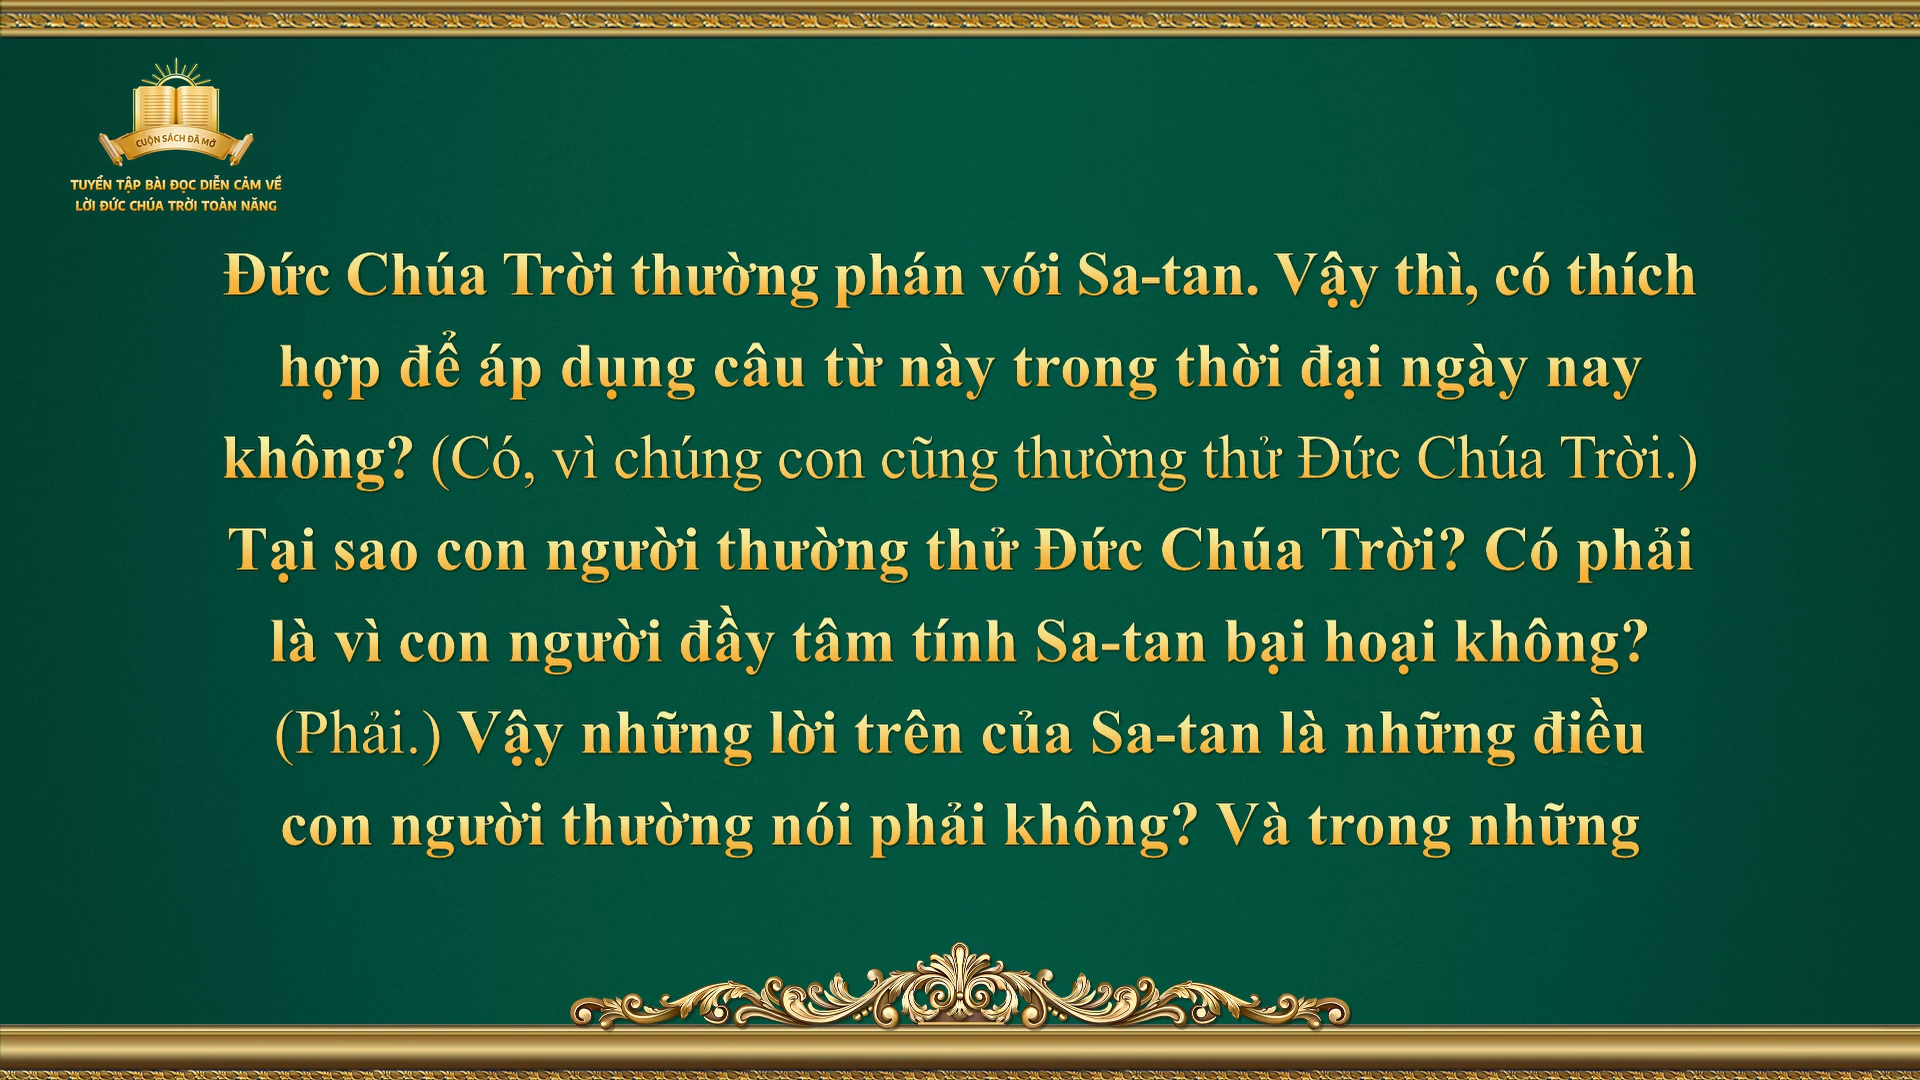 CUỘN SÁCH ĐÃ MỞ
TUYỂN TẬP BÀI ĐỌC DIỄN CẢM VỀ
LỜI ĐỨC CHÚA TRỜI TOÀN NĂNG
Đức Chúa Trời thường phán với Sa-tan. Vậy thì, có thích
hợp để áp dụng câu từ này trong thời đại ngày nay
không? (Có, vì chúng con cũng thường thử Đức Chúa Trời.)
Tại sao con người thường thử Đức Chúa Trời? Có phải
là vì con người đầy tâm tính Sa-tan bại hoại không?
(Phải.) Vậy những lời trên của Sa-tan là những điều
con người thường nói phải không? Và trong những